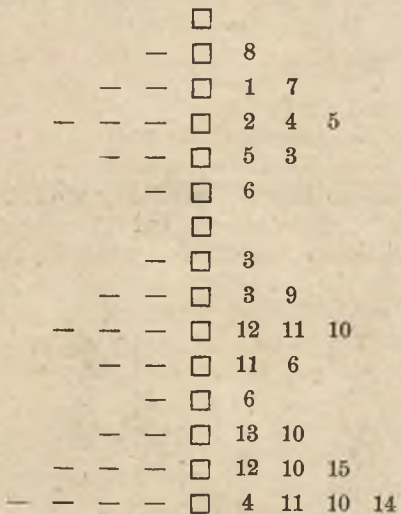 □
— □ 8
— — □ 1 7
— — — □ 2 4 5
— — □ 5 3
— □ 6
□
— □ 3
— — □ 3 9
— — — □ 12 11 10
— — □ 11 6
— □ 6
— — □ 13 10
— — — □ 12 10 15
— — — — □ 4 11 10 14